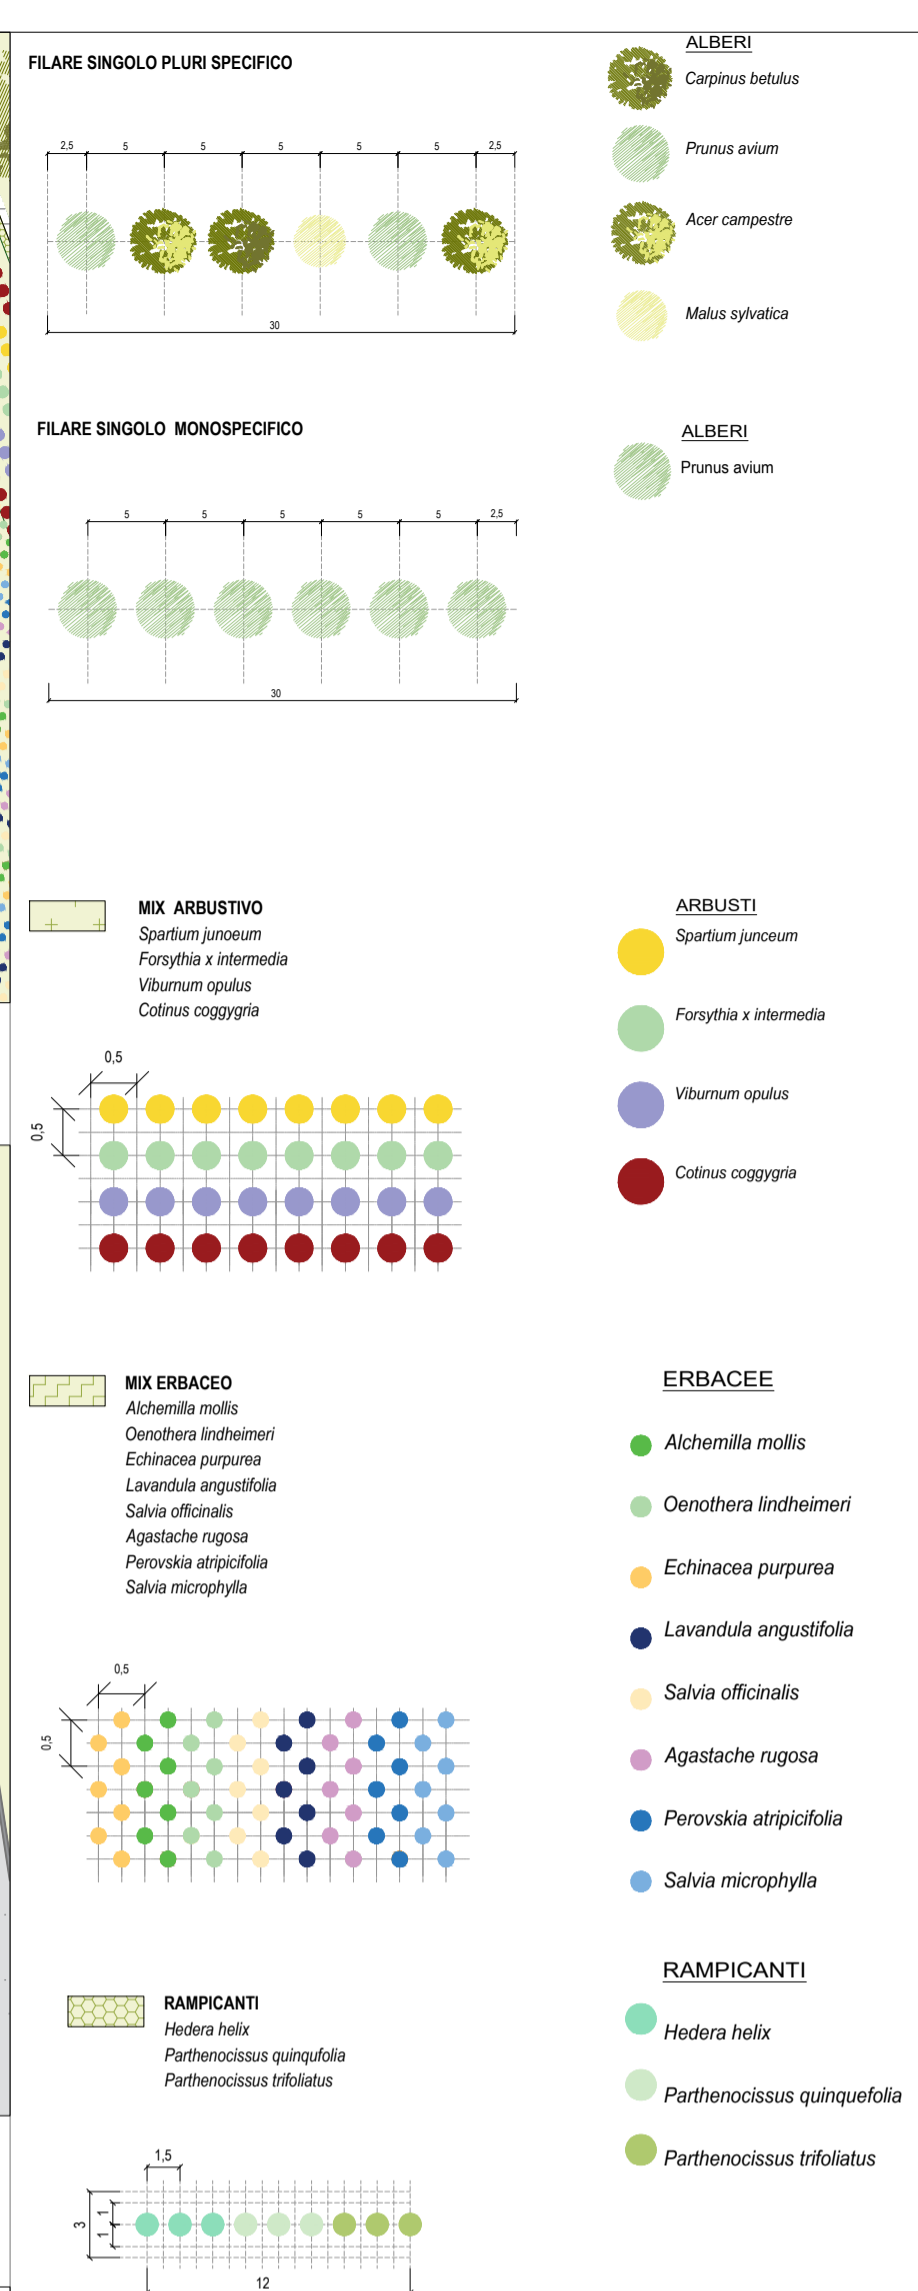 FILARE SINGOLO PLURI SPECIFICO
2,5 5 5 5 5 5 2,5
30
ALBERI
Carpinus betulus
Prunus avium
Acer campestre
Malus sylvatica
FILARE SINGOLO MONOSPECIFICO
5 5 5 5 5 2,5
30
ALBERI
Prunus avium
MIX ARBUSTIVO
Spartium junoeum
Forsythia x intermedia
Viburnum opulus
Cotinus coggygria
0,5
0,5
ARBUSTI
Spartium junceum
Forsythia x intermedia
Viburnum opulus
Cotinus coggygria
MIX ERBACEO
Alchemilla mollis
Oenothera lindheimeri
Echinacea purpurea
Lavandula angustifolia
Salvia officinalis
Agastache rugosa
Perovskia atripicifolia
Salvia microphylla
0,5
0,5
ERBACEE
Alchemilla mollis
Oenothera lindheimeri
Echinacea purpurea
Lavandula angustifolia
Salvia officinalis
Agastache rugosa
Perovskia atripicifolia
Salvia microphylla
RAMPICANTI
Hedera helix
Parthenocissus quinqufolia
Parthenocissus trifoliatus
1,5
3
1
1
12
RAMPICANTI
Hedera helix
Parthenocissus quinquefolia
Parthenocissus trifoliatus